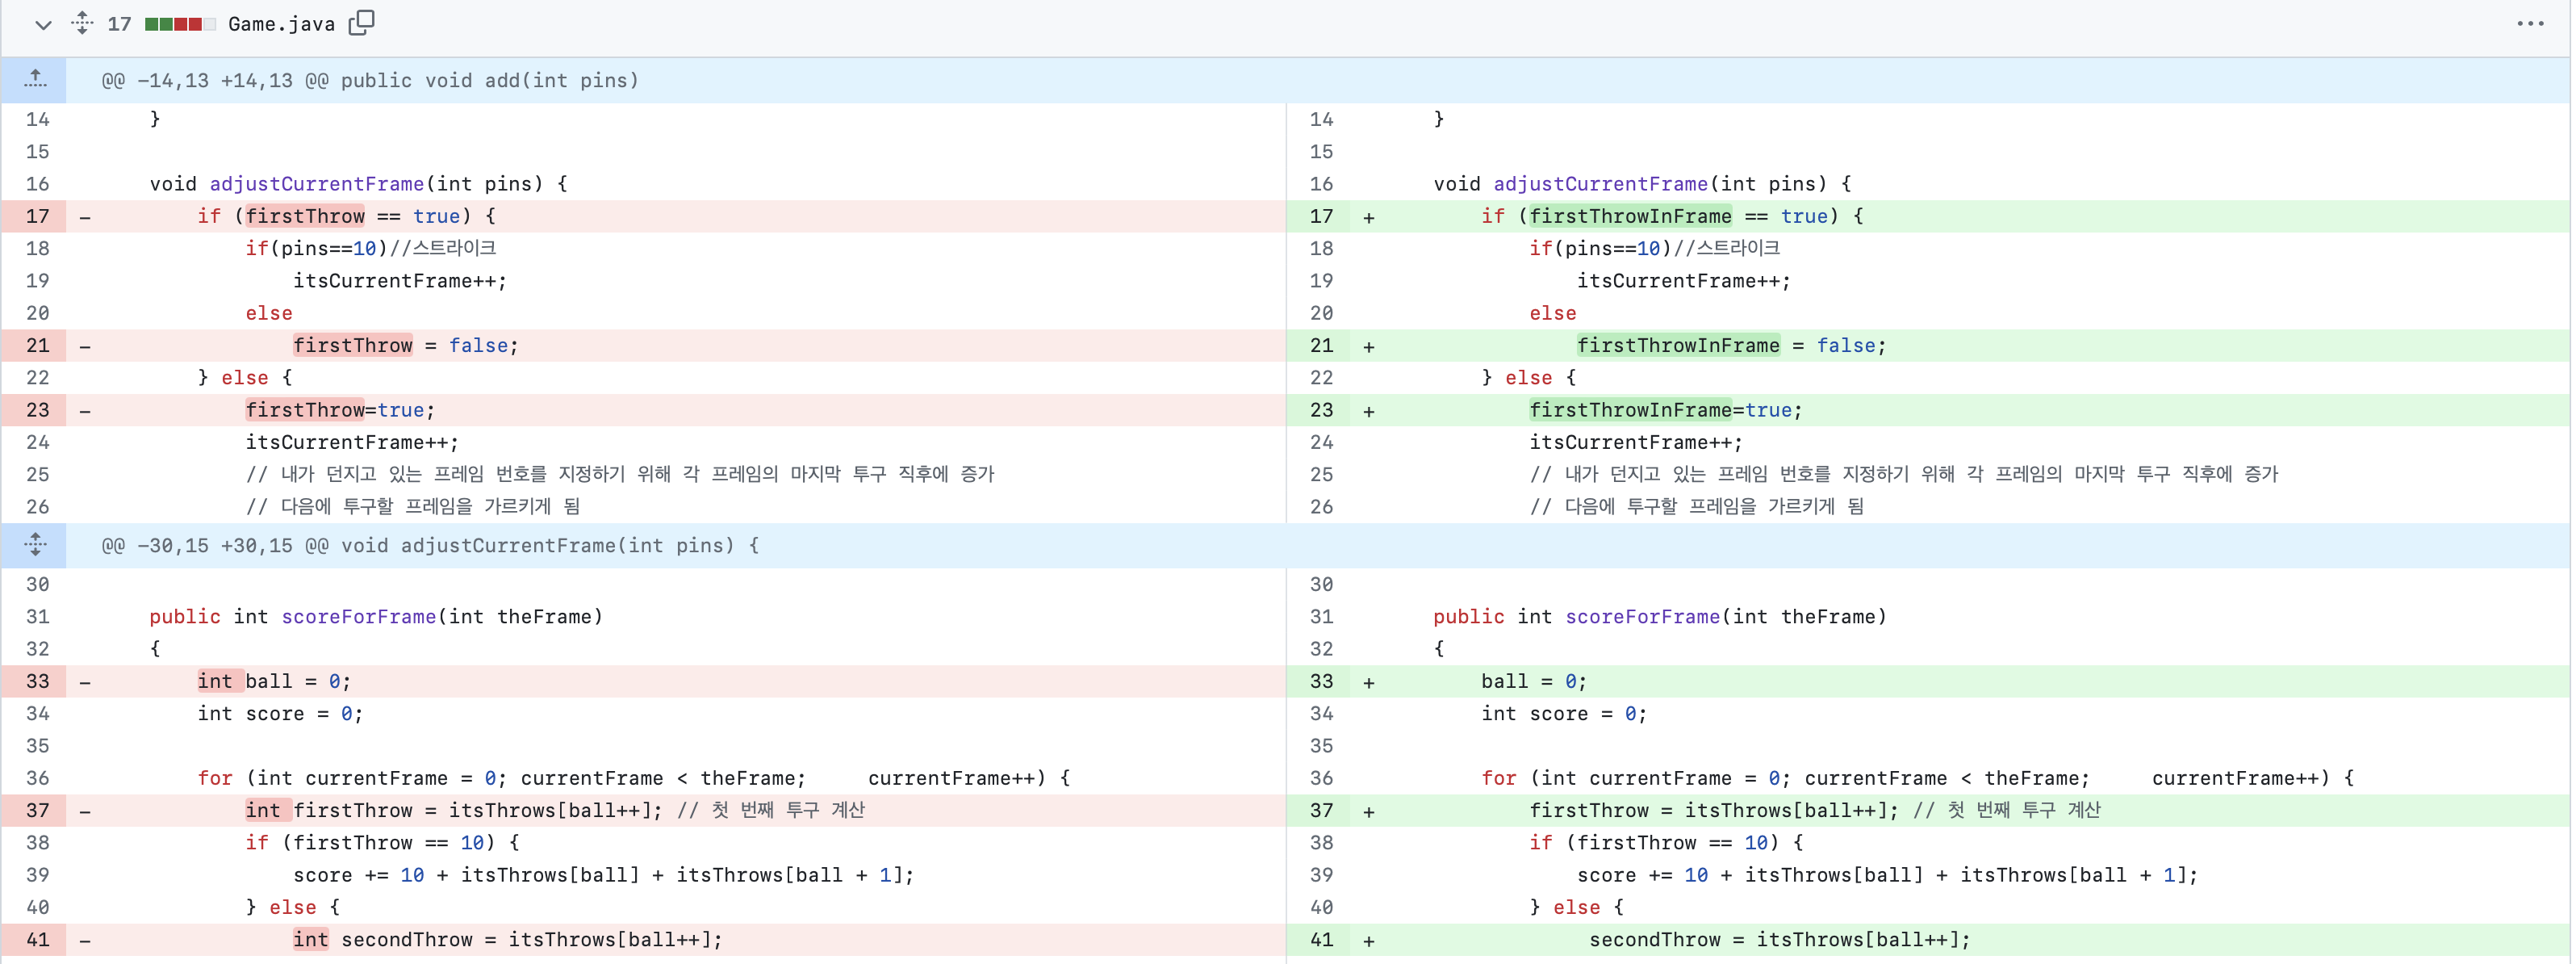 17 Game.java
@@ -14,13 +14,13 @@ public void add(int pins)
14 }
15
16 void adjustCurrentFrame(int pins) {
17 - if (firstThrow == true) {
18 if(pins==10)//스트라이크
19 itsCurrentFrame++;
20 else
21 - firstThrow = false;
22 } else {
23 - firstThrow=true;
24 itsCurrentFrame++;
25 // 내가 던지고 있는 프레임 번호를 지정하기 위해 각 프레임의 마지막 투구 직후에 증가
26 // 다음에 투구할 프레임을 가르키게 됨
14 }
15
16 void adjustCurrentFrame(int pins) {
17 + if (firstThrowInFrame == true) {
18 if(pins==10)//스트라이크
19 itsCurrentFrame++;
20 else
21 + firstThrowInFrame = false;
22 } else {
23 + firstThrowInFrame=true;
24 itsCurrentFrame++;
25 // 내가 던지고 있는 프레임 번호를 지정하기 위해 각 프레임의 마지막 투구 직후에 증가
26 // 다음에 투구할 프레임을 가르키게 됨
@@ -30,15 +30,15 @@ void adjustCurrentFrame(int pins) {
30
31 public int scoreForFrame(int theFrame)
32 {
33 - int ball = 0;
34 int score = 0;
35
36 for (int currentFrame = 0; currentFrame < theFrame; currentFrame++) {
37 - int firstThrow = itsThrows[ball++]; // 첫 번째 투구 계산
38 if (firstThrow == 10) {
39 score += 10 + itsThrows[ball] + itsThrows[ball + 1];
40 } else {
41 - int secondThrow = itsThrows[ball++];
30
31 public int scoreForFrame(int theFrame)
32 {
33 + ball = 0;
34 int score = 0;
35
36 for (int currentFrame = 0; currentFrame < theFrame; currentFrame++) {
37 + firstThrow = itsThrows[ball++]; // 첫 번째 투구 계산
38 if (firstThrow == 10) {
39 score += 10 + itsThrows[ball] + itsThrows[ball + 1];
40 } else {
41 + secondThrow = itsThrows[ball++];